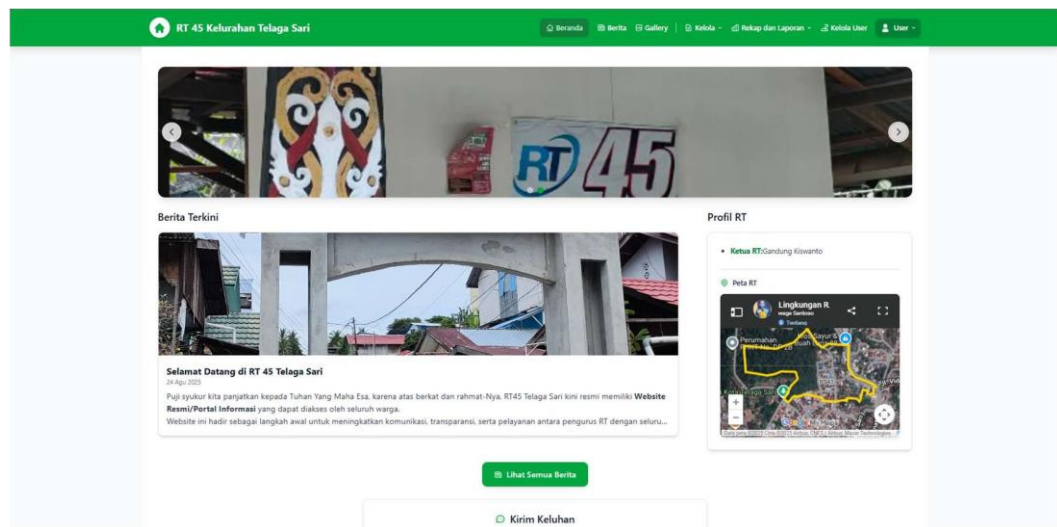 RT 45 Kelurahan Telaga Sari
Beranda Berita Gallery Kelola Rekap dan Laporan Kelola User User
RT 45
Berita Terkini
Selamat Datang di RT 45 Telaga Sari
24 Agu 2025
Puji syukur kita panjatkan kepada Tuhan Yang Maha Esa, karena atas berkat dan rahmat-Nya, RT45 Telaga Sari kini resmi memiliki Website
Resmi/Portal Informasi yang dapat diakses oleh seluruh warga.
Website ini hadir sebagai langkah awal untuk meningkatkan komunikasi, transparansi, serta pelayanan antara pengurus RT dengan seluru...
Lihat Semua Berita
Profil RT
Ketua RT:Gandung Kiswanto
Peta RT
Lingkungan R
wage Santoso
Tentang
Perumahan
Kirim Keluhan